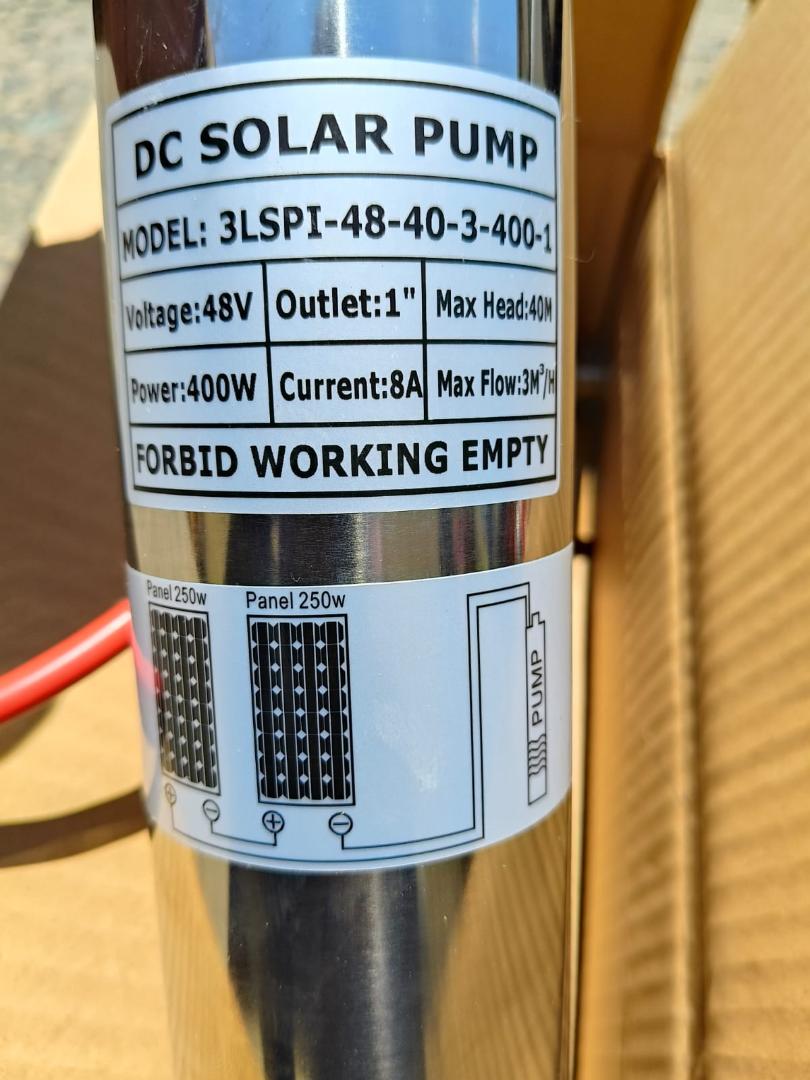 DC SOLAR PUMP
MODEL: 3LSPI-48-40-3-400-1
Voltage:48V Outlet:1" Max Head:40M
Power:400W Current:8A Max Flow:3M³/H
FORBID WORKING EMPTY
Panel 250w Panel 250w
PUMP
+ − + −